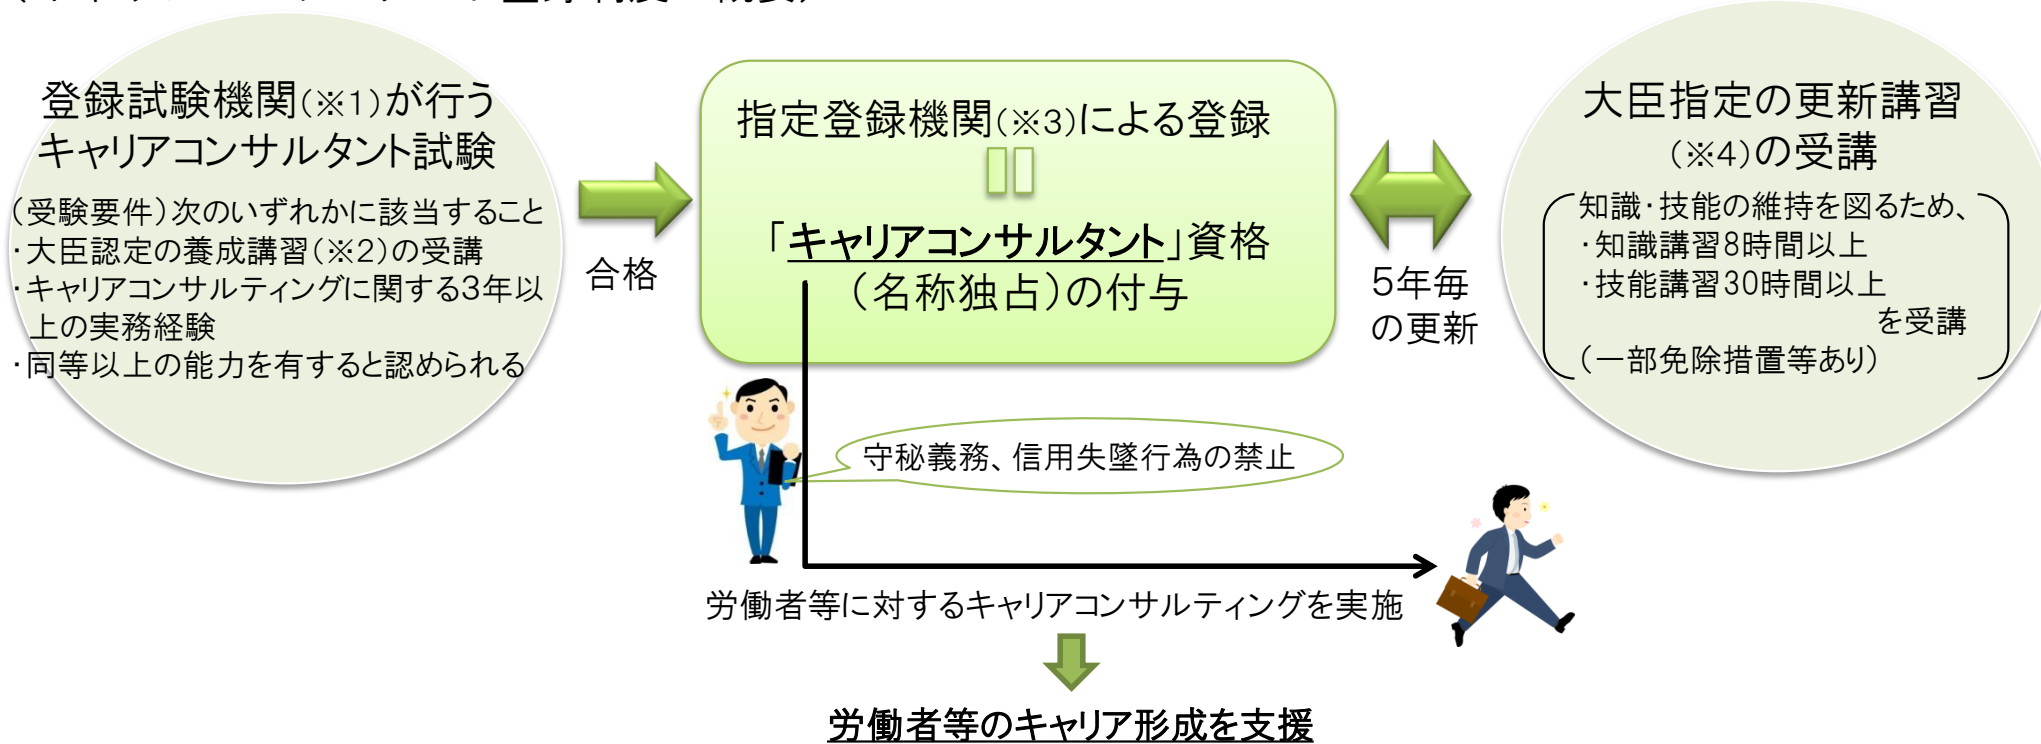 登録試験機関(※1)が行う
キャリアコンサルタント試験
(受験要件)次のいずれかに該当すること
・大臣認定の養成講習(※2)の受講
・キャリアコンサルティングに関する3年以
上の実務経験
・同等以上の能力を有すると認められる
合格
指定登録機関(※3)による登録
「キャリアコンサルタント」資格
(名称独占)の付与
5年毎
の更新
大臣指定の更新講習
(※4)の受講
知識・技能の維持を図るため、
・知識講習8時間以上
・技能講習30時間以上
を受講
(一部免除措置等あり)
守秘義務、信用失墜行為の禁止
労働者等に対するキャリアコンサルティングを実施
労働者等のキャリア形成を支援